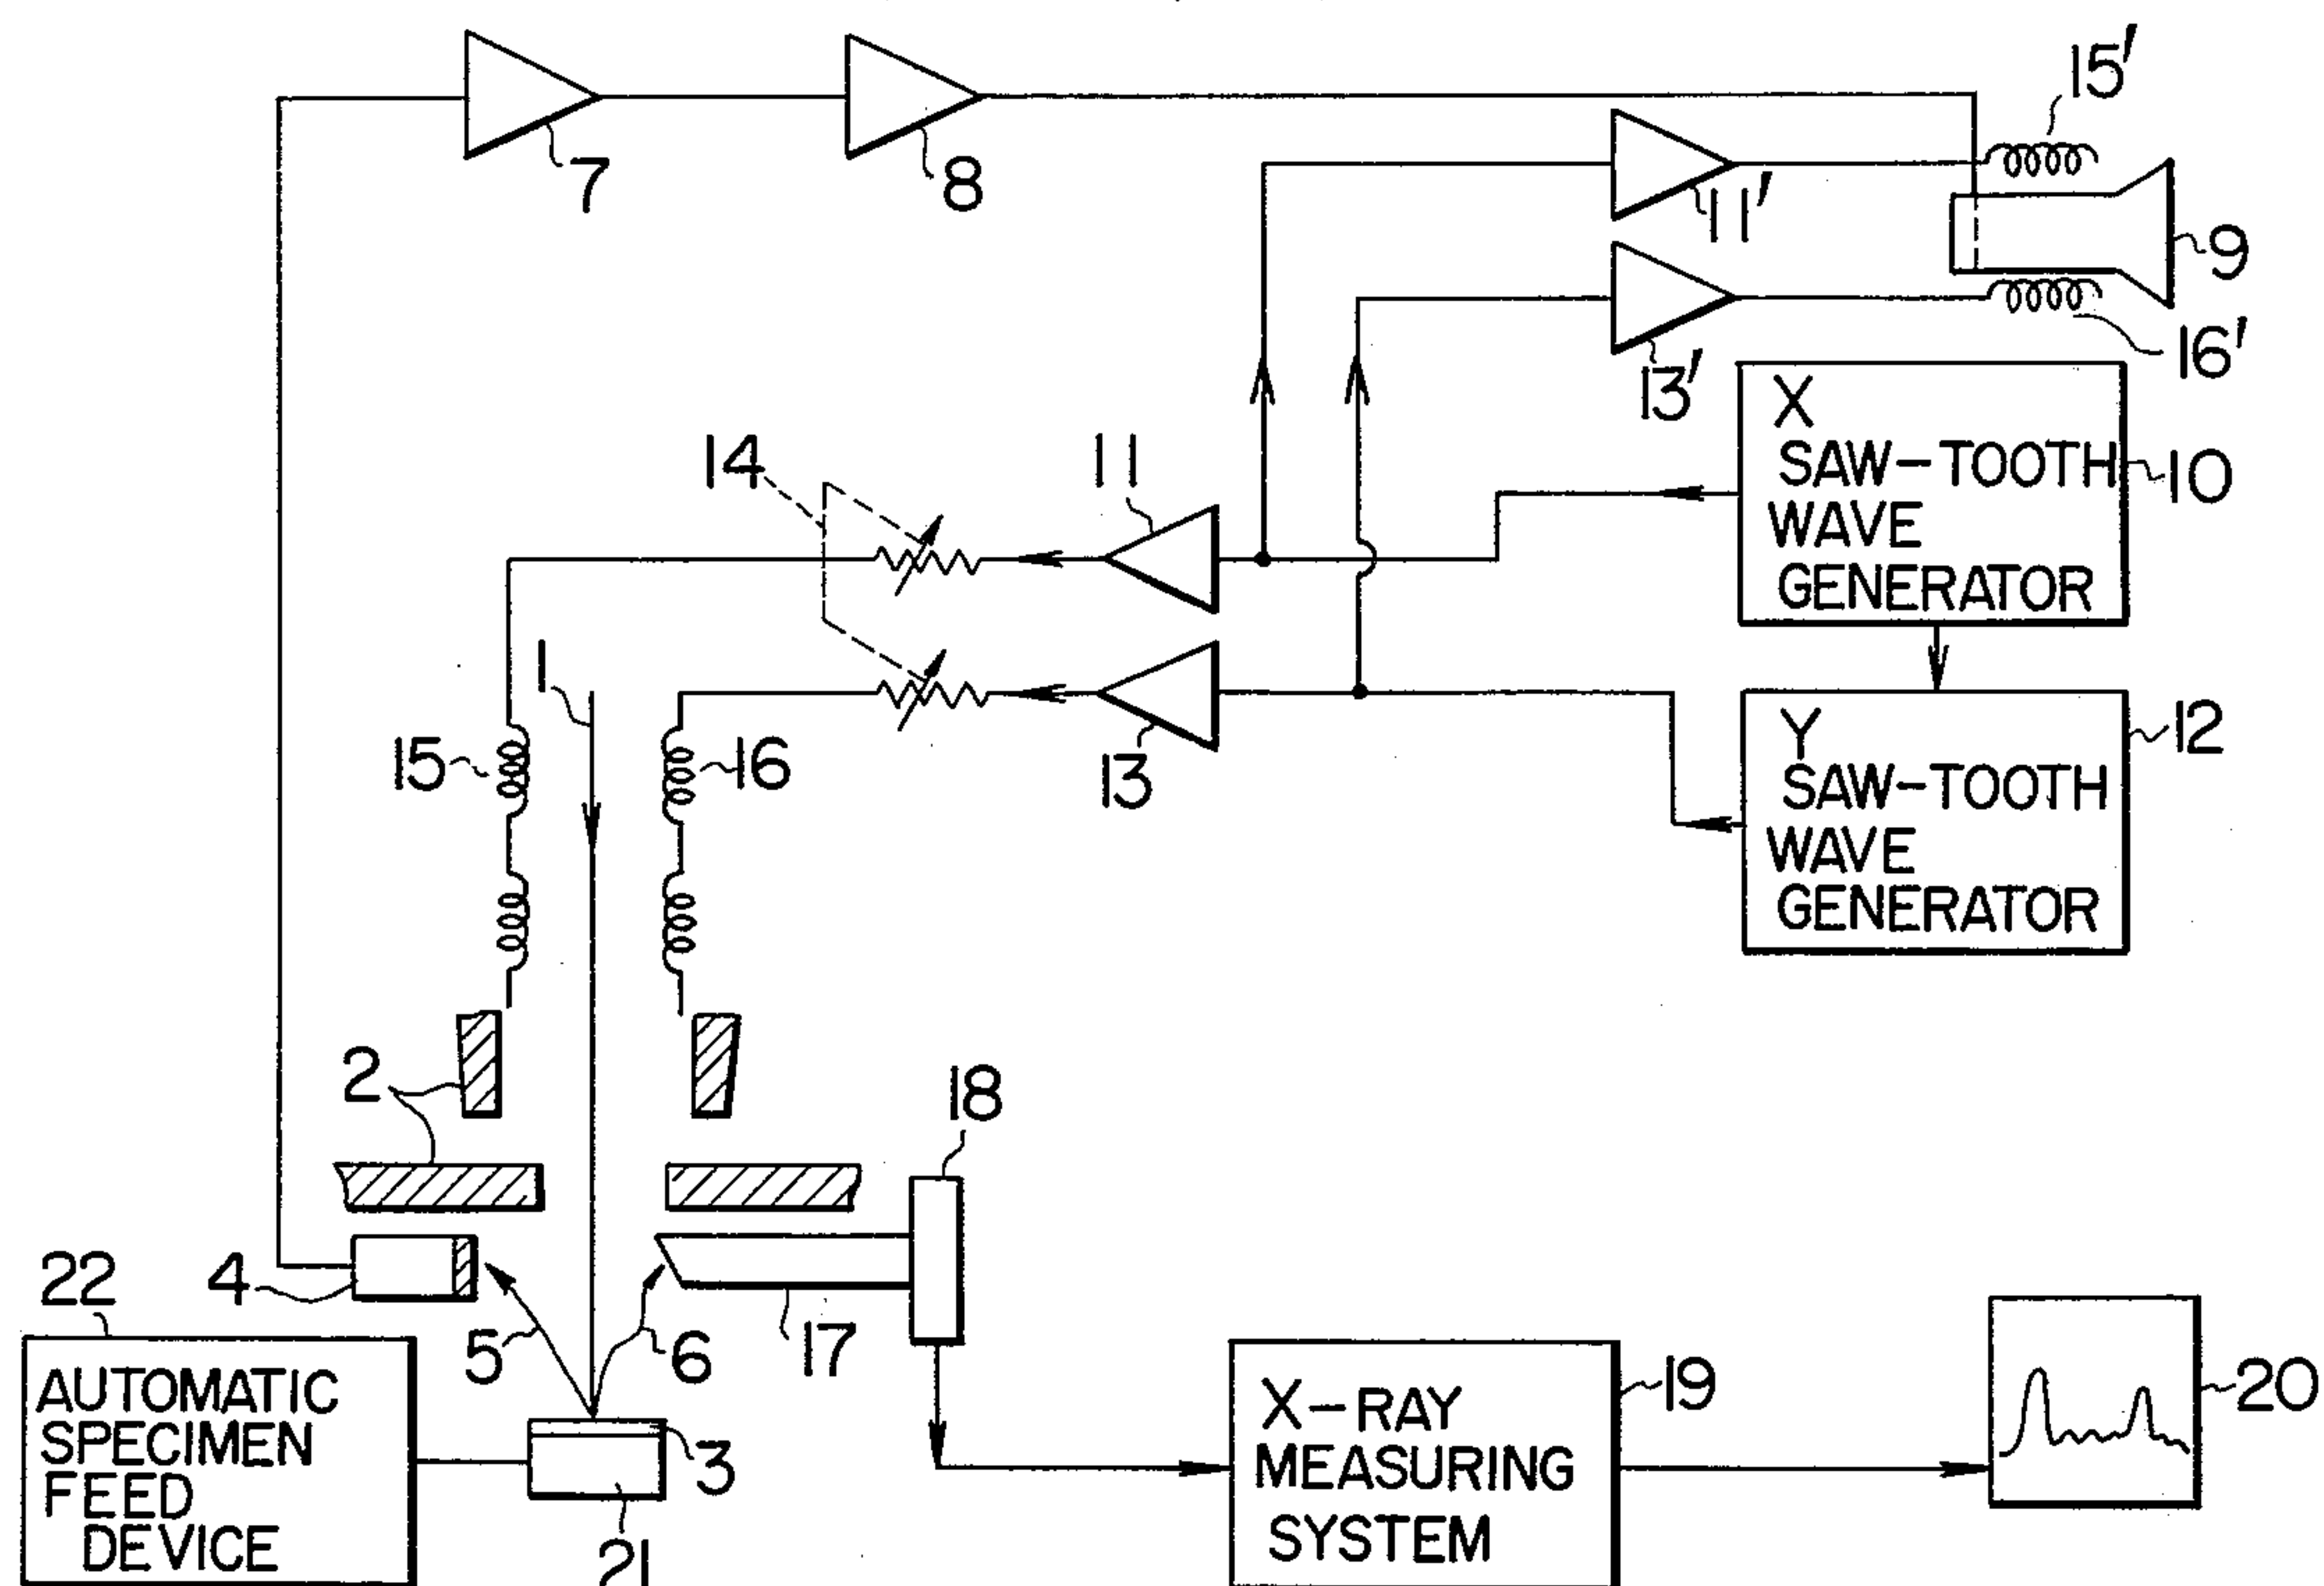 15'
7
8
11'
9
16'
13'
X
SAW-TOOTH
WAVE
GENERATOR
10
14
11
1
15
16
13
Y
SAW-TOOTH
WAVE
GENERATOR
12
2
18
22
4
5
6
17
AUTOMATIC
SPECIMEN
FEED
DEVICE
3
21
X-RAY
MEASURING
SYSTEM
19
20